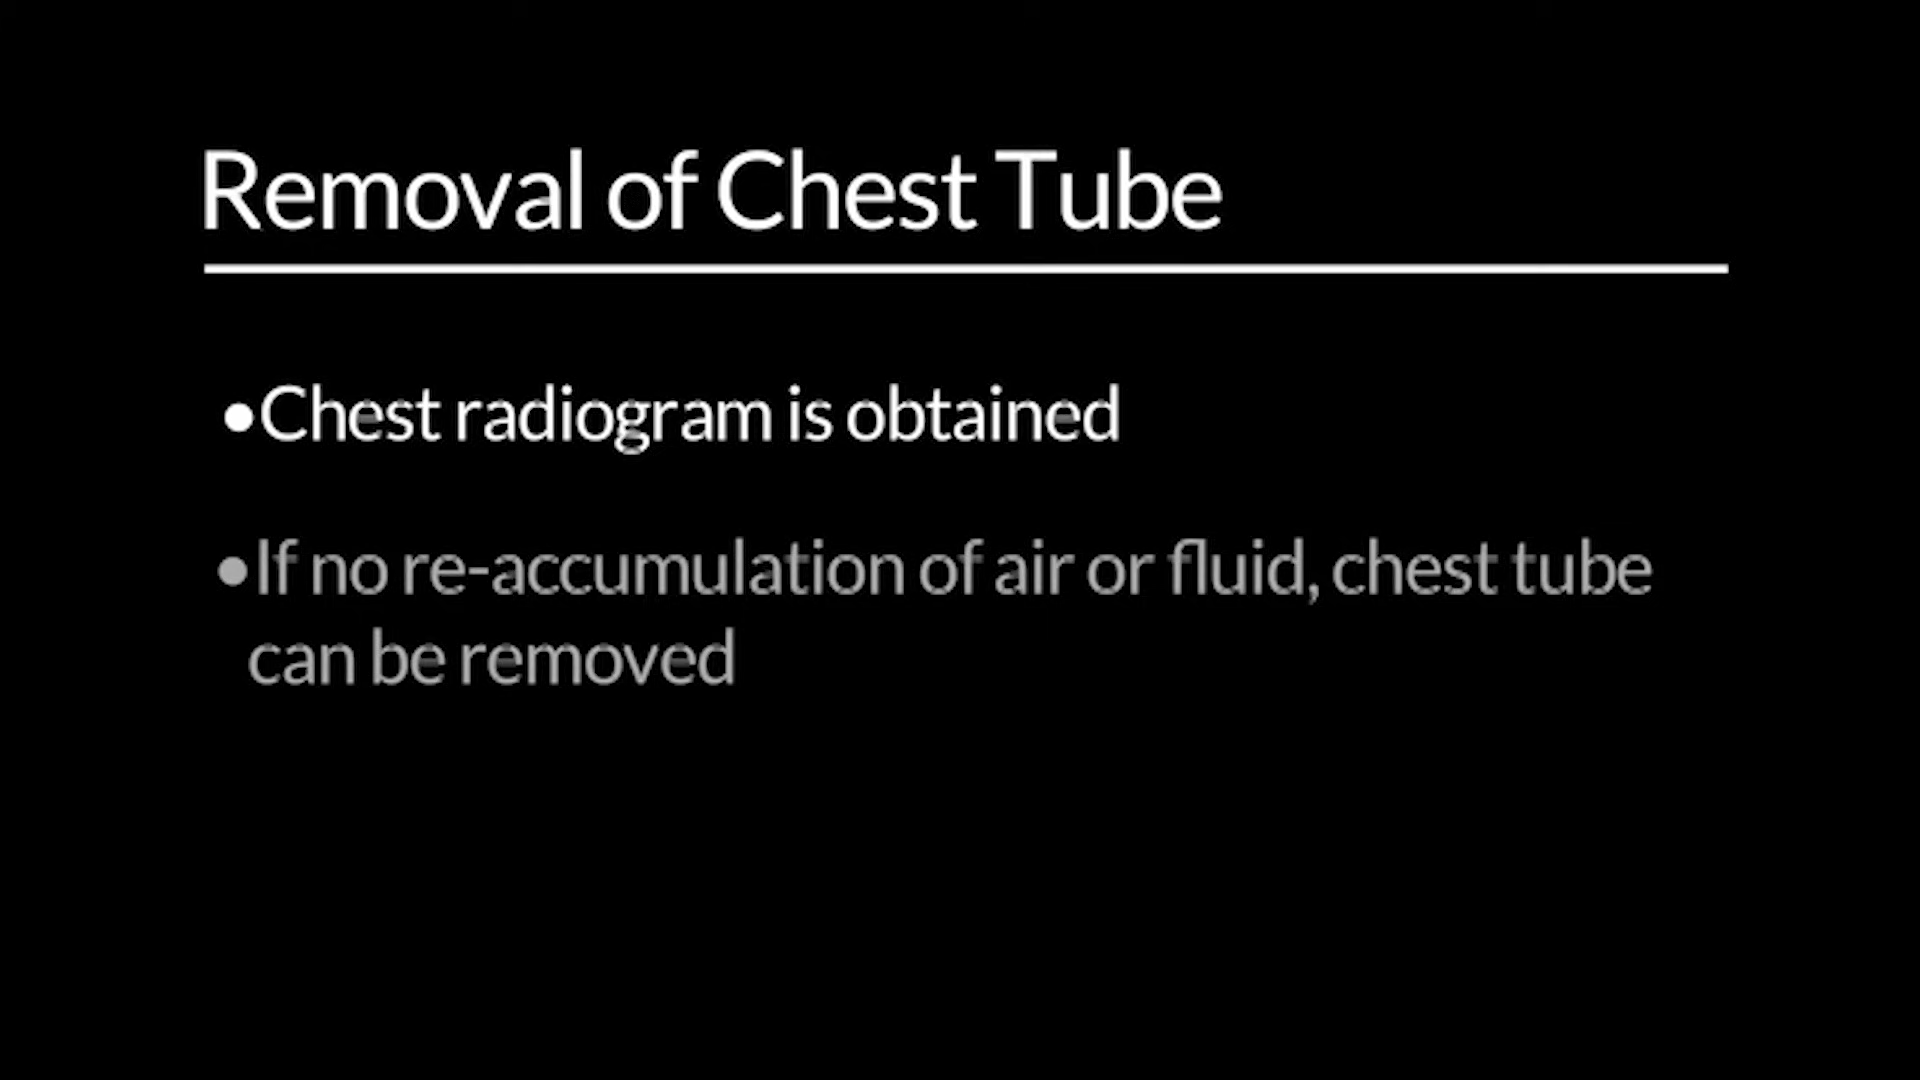 Removal of Chest Tube
•Chest radiogram is obtained
•If no re-accumulation of air or fluid, chest tube
can be removed